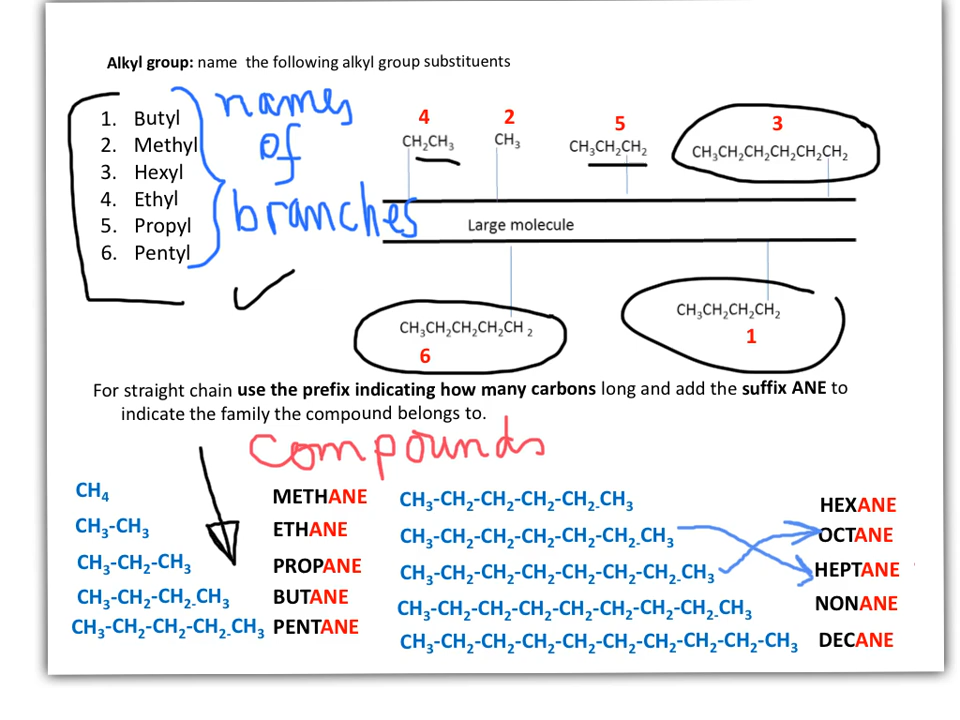 Alkyl group: name the following alkyl group substituents
1. Butyl
2. Methyl
3. Hexyl
4. Ethyl
5. Propyl
6. Pentyl
names
of
branches
4
CH₂CH₃
2
CH₃
5
CH₃CH₂CH₂
3
CH₃CH₂CH₂CH₂CH₂CH₂
Large molecule
CH₃CH₂CH₂CH₂CH₂
6
CH₃CH₂CH₂CH₂
1
For straight chain use the prefix indicating how many carbons long and add the suffix ANE to
indicate the family the compound belongs to.
compounds
CH₄ METHANE
CH₃-CH₃ ETHANE
CH₃-CH₂-CH₃ PROPANE
CH₃-CH₂-CH₂-CH₃ BUTANE
CH₃-CH₂-CH₂-CH₂-CH₃ PENTANE
CH₃-CH₂-CH₂-CH₂-CH₂-CH₃ HEXANE
CH₃-CH₂-CH₂-CH₂-CH₂-CH₂-CH₃ OCTANE
CH₃-CH₂-CH₂-CH₂-CH₂-CH₂-CH₂-CH₃ HEPTANE
CH₃-CH₂-CH₂-CH₂-CH₂-CH₂-CH₂-CH₂-CH₃ NONANE
CH₃-CH₂-CH₂-CH₂-CH₂-CH₂-CH₂-CH₂-CH₂-CH₃ DECANE